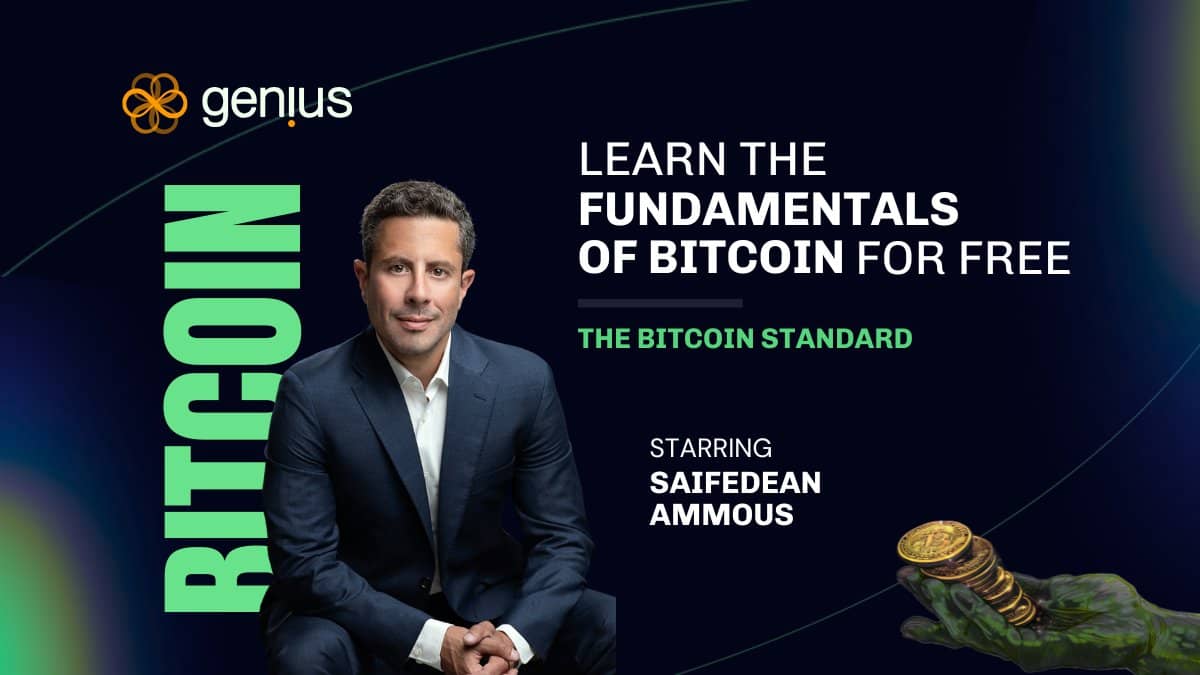 genius
BITCOIN
LEARN THE
FUNDAMENTALS
OF BITCOIN FOR FREE
THE BITCOIN STANDARD
STARRING
SAIFEDEAN
AMMOUS